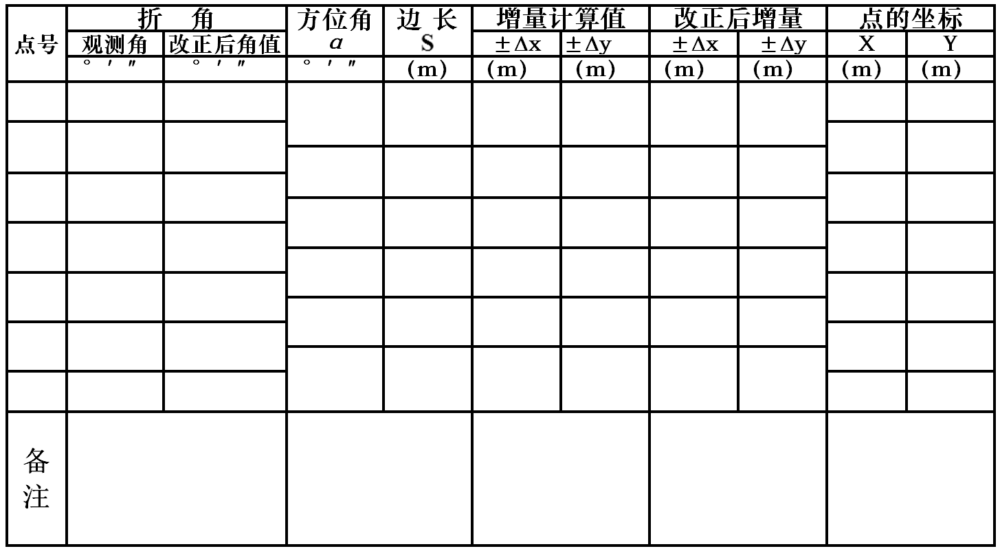 点号 折 角 方位角 边 长 增量计算值 改正后增量 点的坐标
观测角 改正后角值 a S ±Δx ±Δy ±Δx ±Δy X Y
° ′ ″ ° ′ ″ ° ′ ″ (m) (m) (m) (m) (m) (m) (m)
备
注